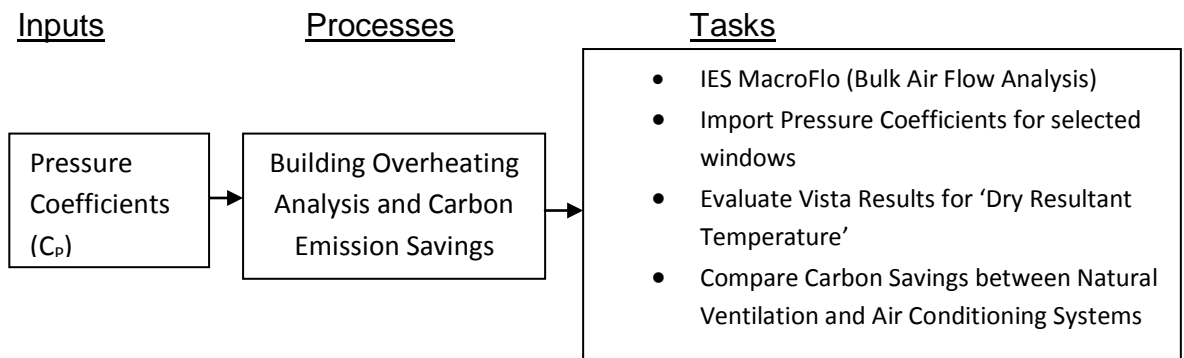 Inputs
Processes
Tasks
Pressure
Coefficients
(Cₚ)
Building Overheating
Analysis and Carbon
Emission Savings
• IES MacroFlo (Bulk Air Flow Analysis)
• Import Pressure Coefficients for selected
windows
• Evaluate Vista Results for ‘Dry Resultant
Temperature’
• Compare Carbon Savings between Natural
Ventilation and Air Conditioning Systems